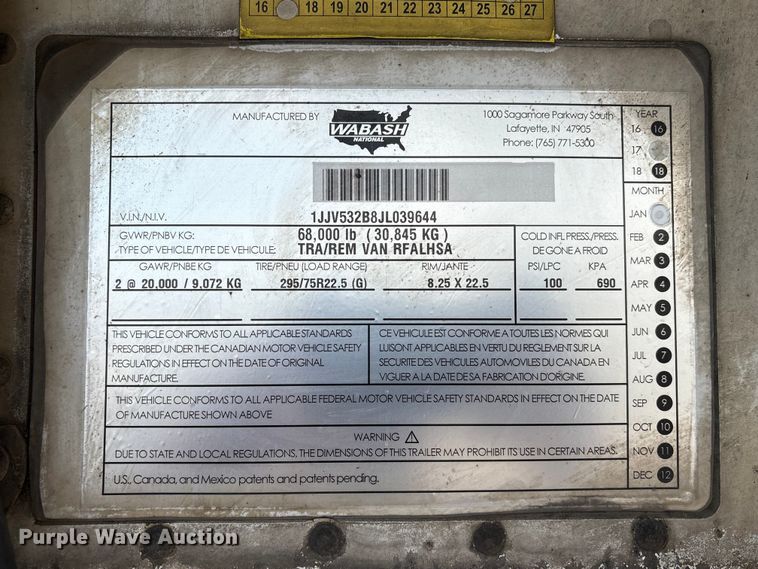 16 18 19 20 21 22 23 24 25 26 27
MANUFACTURED BY
WABASH
NATIONAL
1000 Sagamore Parkway South
Lafayette, IN 47905
Phone: (765) 771-5300
YEAR
16 16
17
18 18
MONTH
JAN
FEB 2
MAR 3
APR 4
MAY 5
JUN 6
JUL 7
AUG 8
SEP 9
OCT 10
NOV 11
DEC 12
V.I.N./N.I.V. 1JJV532B8JL039644
GVWR/PNBV KG: 68,000 lb ( 30,845 KG )
TYPE OF VEHICLE/TYPE DE VEHICULE: TRA/REM VAN RFALHSA
COLD INFL PRESS./PRESS.
DE GONE A FROID
GAWR/PNBE KG TIRE/PNEU (LOAD RANGE) RIM/JANTE PSI/LPC KPA
2 @ 20,000 / 9,072 KG 295/75R22.5 (G) 8.25 X 22.5 100 690
THIS VEHICLE CONFORMS TO ALL APPLICABLE STANDARDS
PRESCRIBED UNDER THE CANADIAN MOTOR VEHICLE SAFETY
REGULATIONS IN EFFECT ON THE DATE OF ORIGINAL
MANUFACTURE.
CE VEHICULE EST CONFORME A TOUTES LES NORMES QUI
LUISONT APPLICABLES EN VERTU DU REGLEMENT SUR LA
SECURITE DES VEHICULES AUTOMOVILES DU CANADA EN
VIGUER A LA DATE DE SA FABRICATION D'ORIGINE.
THIS VEHICLE CONFORMS TO ALL APPLICABLE FEDERAL MOTOR VEHICLE SAFETY STANDARDS IN EFFECT ON THE DATE
OF MANUFACTURE SHOWN ABOVE
WARNING
DUE TO STATE AND LOCAL REGULATIONS, THE DIMENSIONS OF THIS TRAILER MAY PROHIBIT ITS USE IN CERTAIN AREAS.
U.S., Canada, and Mexico patents and patents pending.
Purple Wave Auction